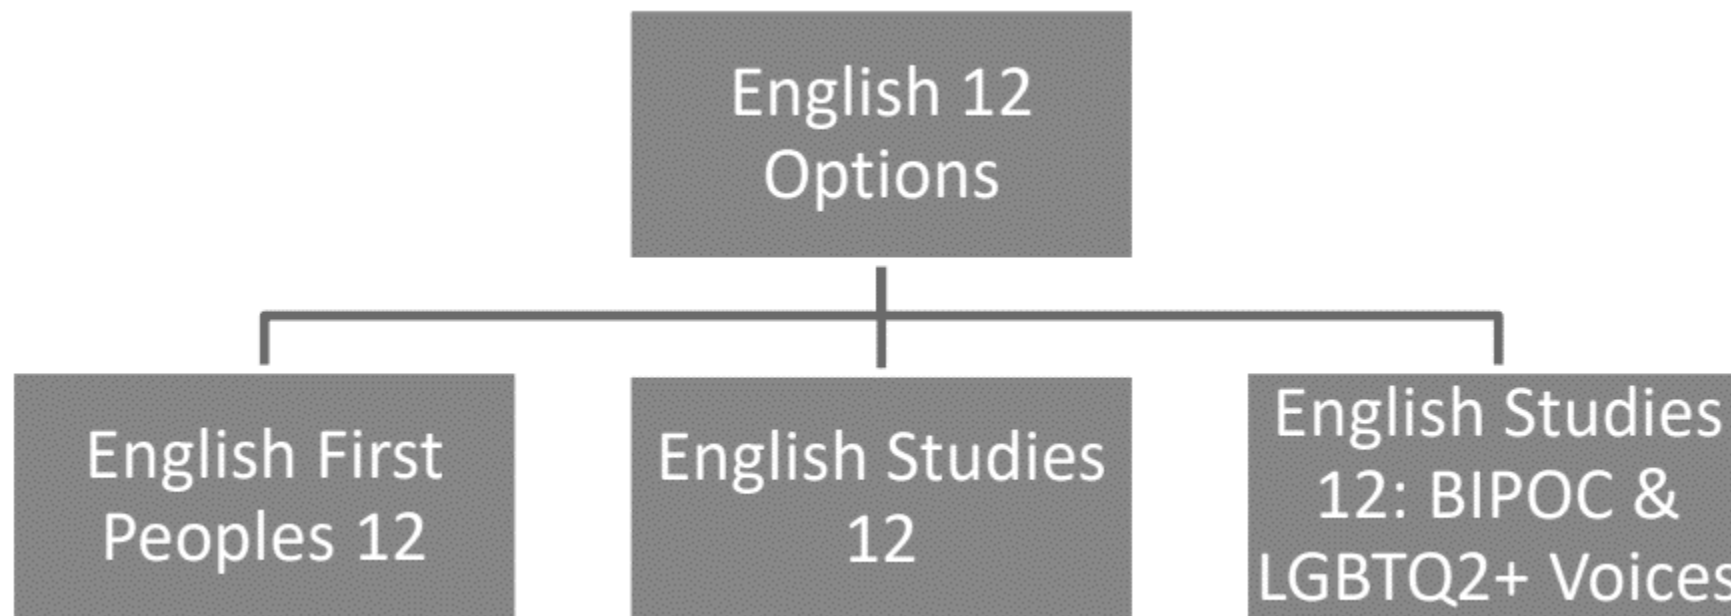 English 12
Options
English First
Peoples 12
English Studies
12
English Studies
12: BIPOC &
LGBTQ2+ Voices